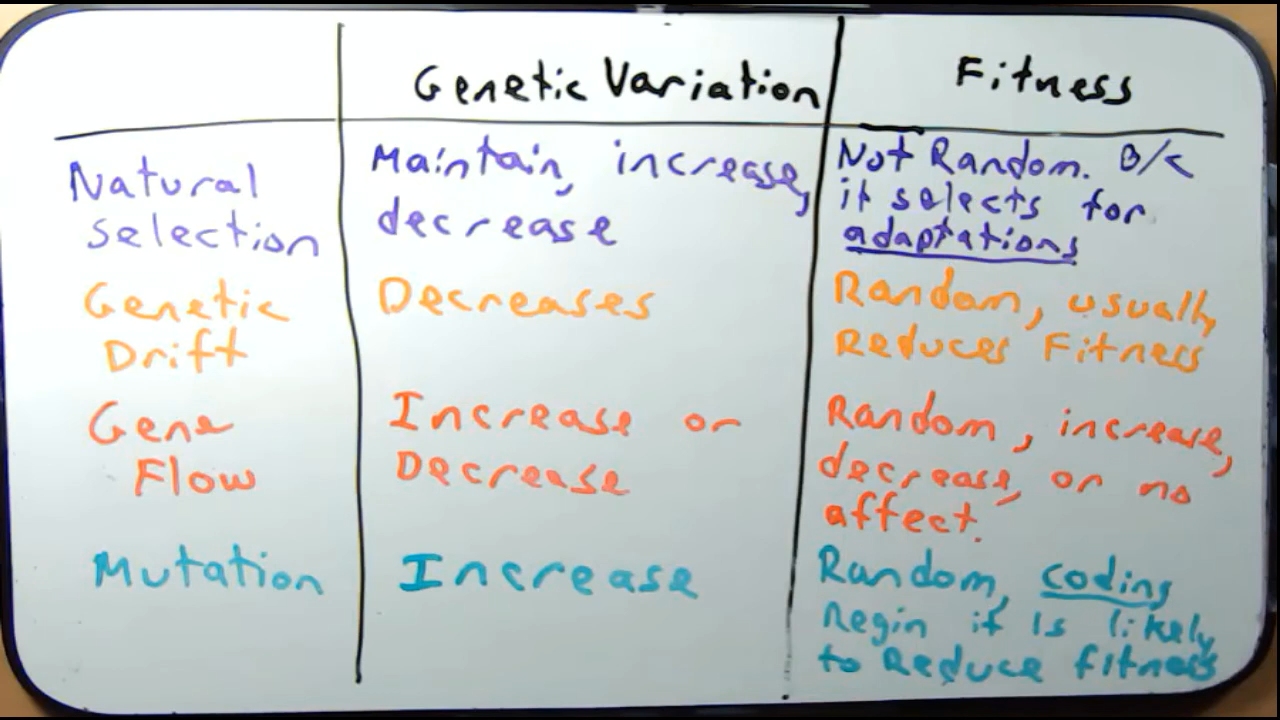 Genetic Variation
Fitness
Natural
selection
Maintain, increase,
decrease
Not Random. B/c
it selects for
adaptations
Genetic
Drift
Decreases
Random, usually
Reduces Fitness
Gene
Flow
Increase or
Decrease
Random, increase,
decrease, or no
affect.
Mutation
Increase
Random, coding
Regin it is likely
to Reduce fitness